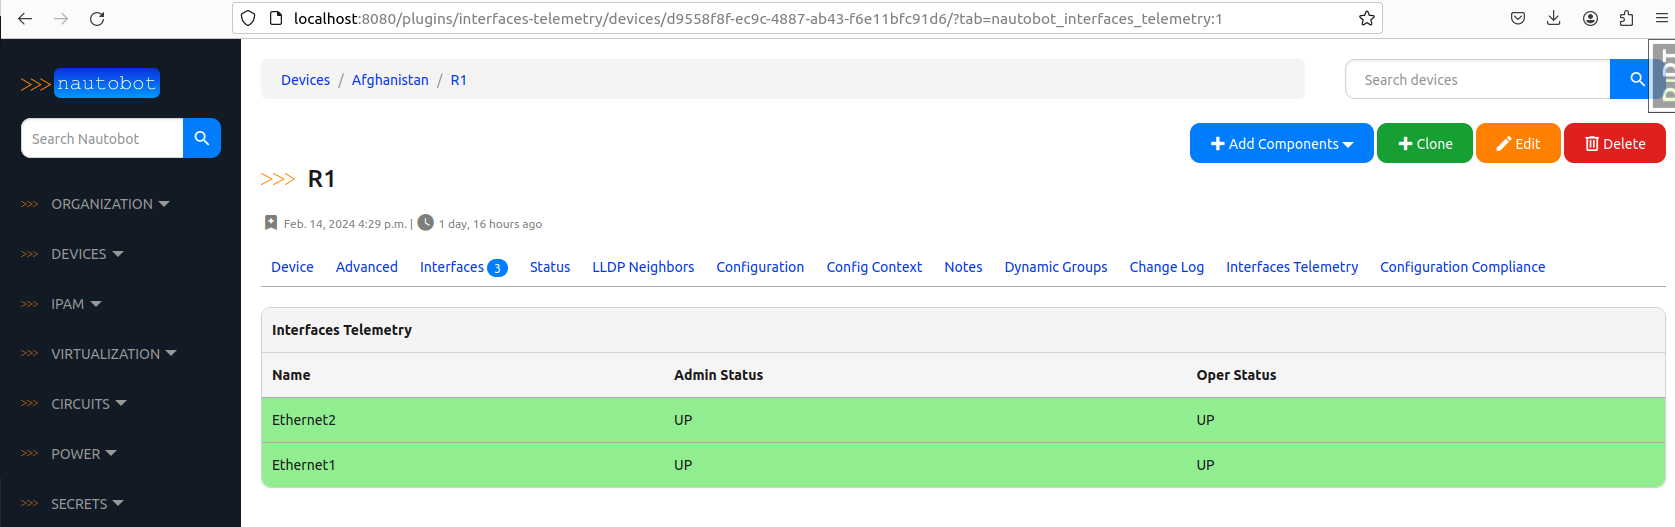 localhost:8080/plugins/interfaces-telemetry/devices/d9558f8f-ec9c-4887-ab43-f6e11bfc91d6/?tab=nautobot_interfaces_telemetry:1
>>> nautobot
Search Nautobot
>>> ORGANIZATION
>>> DEVICES
>>> IPAM
>>> VIRTUALIZATION
>>> CIRCUITS
>>> POWER
>>> SECRETS
Devices / Afghanistan / R1
Search devices
DJDT
Add Components
Clone
Edit
Delete
>>> R1
Feb. 14, 2024 4:29 p.m. | 1 day, 16 hours ago
Device Advanced Interfaces 3 Status LLDP Neighbors Configuration Config Context Notes Dynamic Groups Change Log Interfaces Telemetry Configuration Compliance
Interfaces Telemetry
Name Admin Status Oper Status
Ethernet2 UP UP
Ethernet1 UP UP